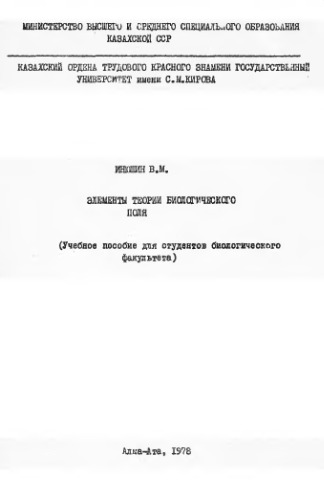 МИНИСТЕРСТВО ВЫСШЕГО И СРЕДНЕГО СПЕЦИАЛЬНОГО ОБРАЗОВАНИЯ
КАЗАХСКОЙ ССР
КАЗАХСКИЙ ОРДЕНА ТРУДОВОГО КРАСНОГО ЗНАМЕНИ ГОСУДАРСТВЕННЫЙ
УНИВЕРСИТЕТ имени С.М.КИРОВА
ИНЮШИН В.М.
ЭЛЕМЕНТЫ ТЕОРИИ БИОЛОГИЧЕСКОГО
ПОЛЯ
(Учебное пособие для студентов биологического
факультета)
Алма-Ата, 1978